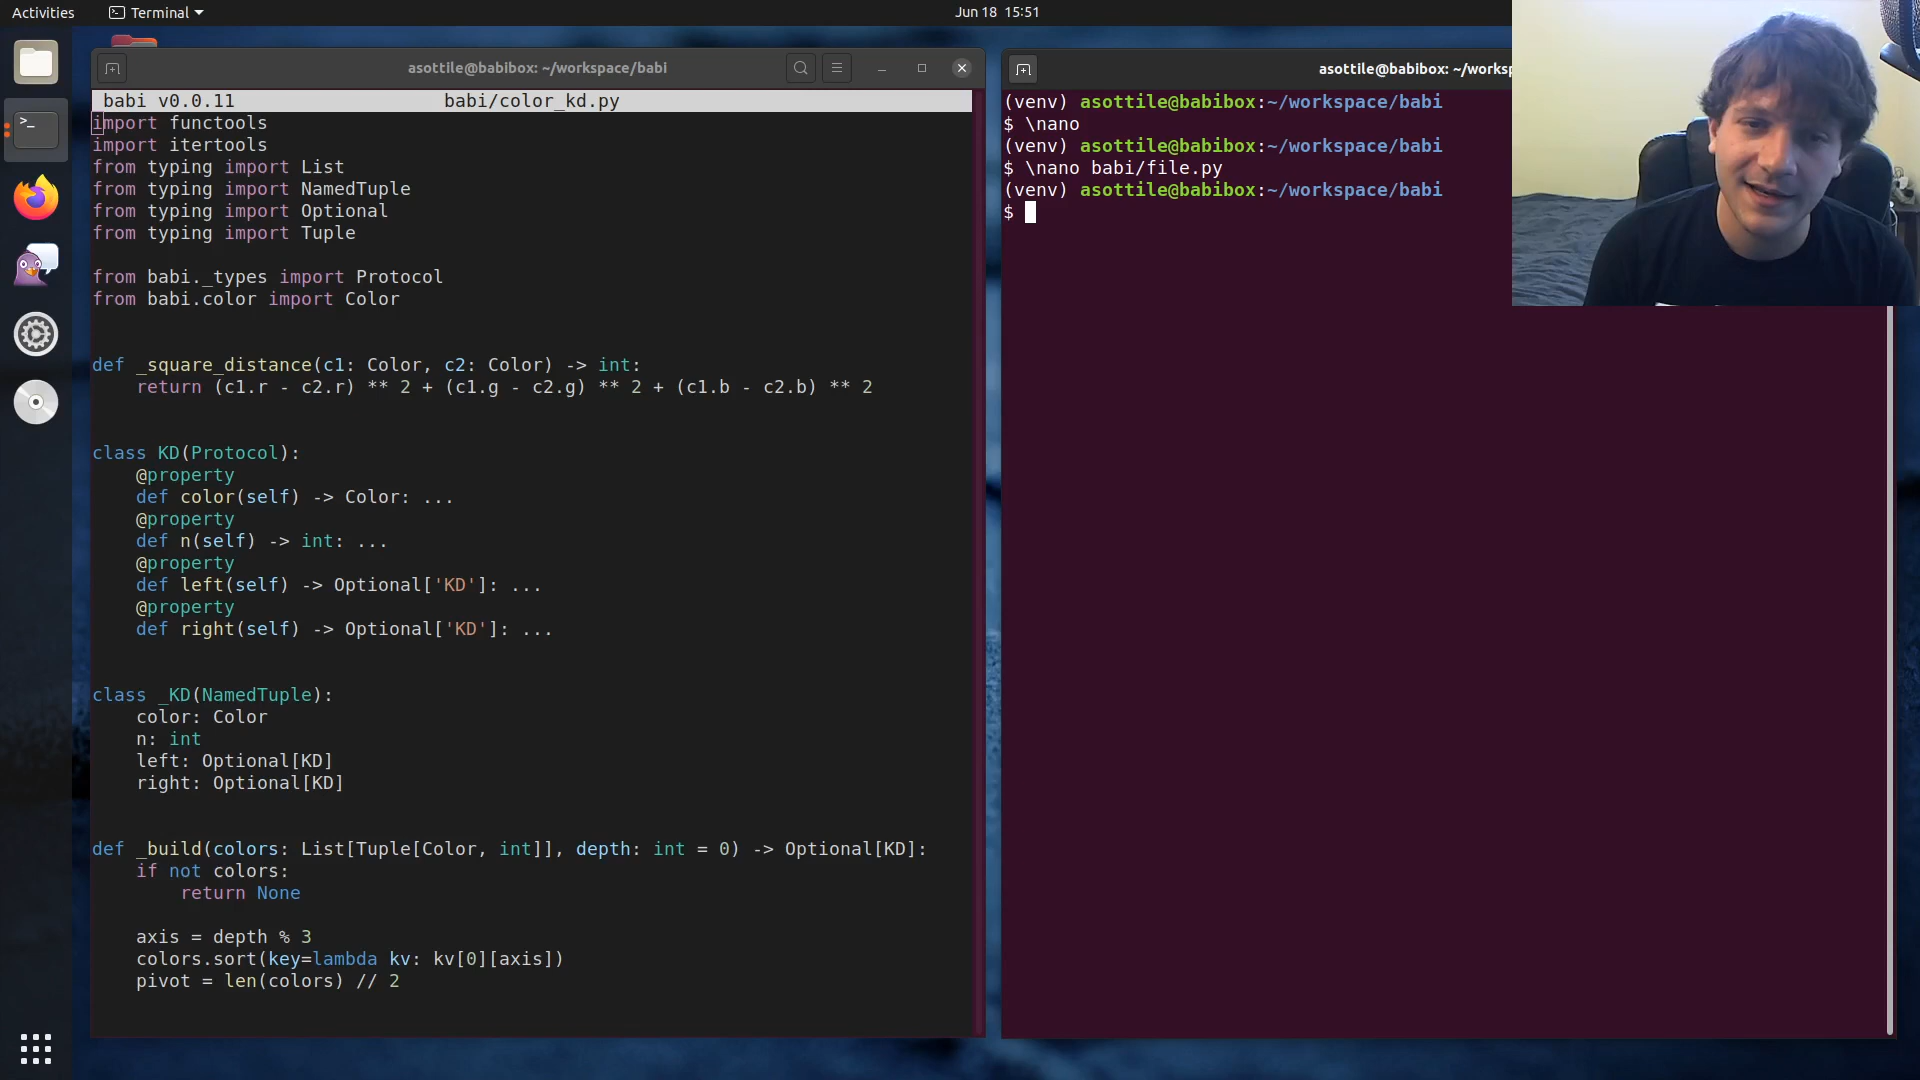 Activities
Terminal
Jun 18 15:51
asottile@babibox: ~/workspace/babi
babi v0.0.11 babi/color_kd.py
import functools
import itertools
from typing import List
from typing import NamedTuple
from typing import Optional
from typing import Tuple
from babi._types import Protocol
from babi.color import Color
def _square_distance(c1: Color, c2: Color) -> int:
    return (c1.r - c2.r) ** 2 + (c1.g - c2.g) ** 2 + (c1.b - c2.b) ** 2
class KD(Protocol):
    @property
    def color(self) -> Color: ...
    @property
    def n(self) -> int: ...
    @property
    def left(self) -> Optional['KD']: ...
    @property
    def right(self) -> Optional['KD']: ...
class _KD(NamedTuple):
    color: Color
    n: int
    left: Optional[KD]
    right: Optional[KD]
def _build(colors: List[Tuple[Color, int]], depth: int = 0) -> Optional[KD]:
    if not colors:
        return None
    axis = depth % 3
    colors.sort(key=lambda kv: kv[0][axis])
    pivot = len(colors) // 2
asottile@babibox: ~/worksp
(venv) asottile@babibox:~/workspace/babi
$ \nano
(venv) asottile@babibox:~/workspace/babi
$ \nano babi/file.py
(venv) asottile@babibox:~/workspace/babi
$